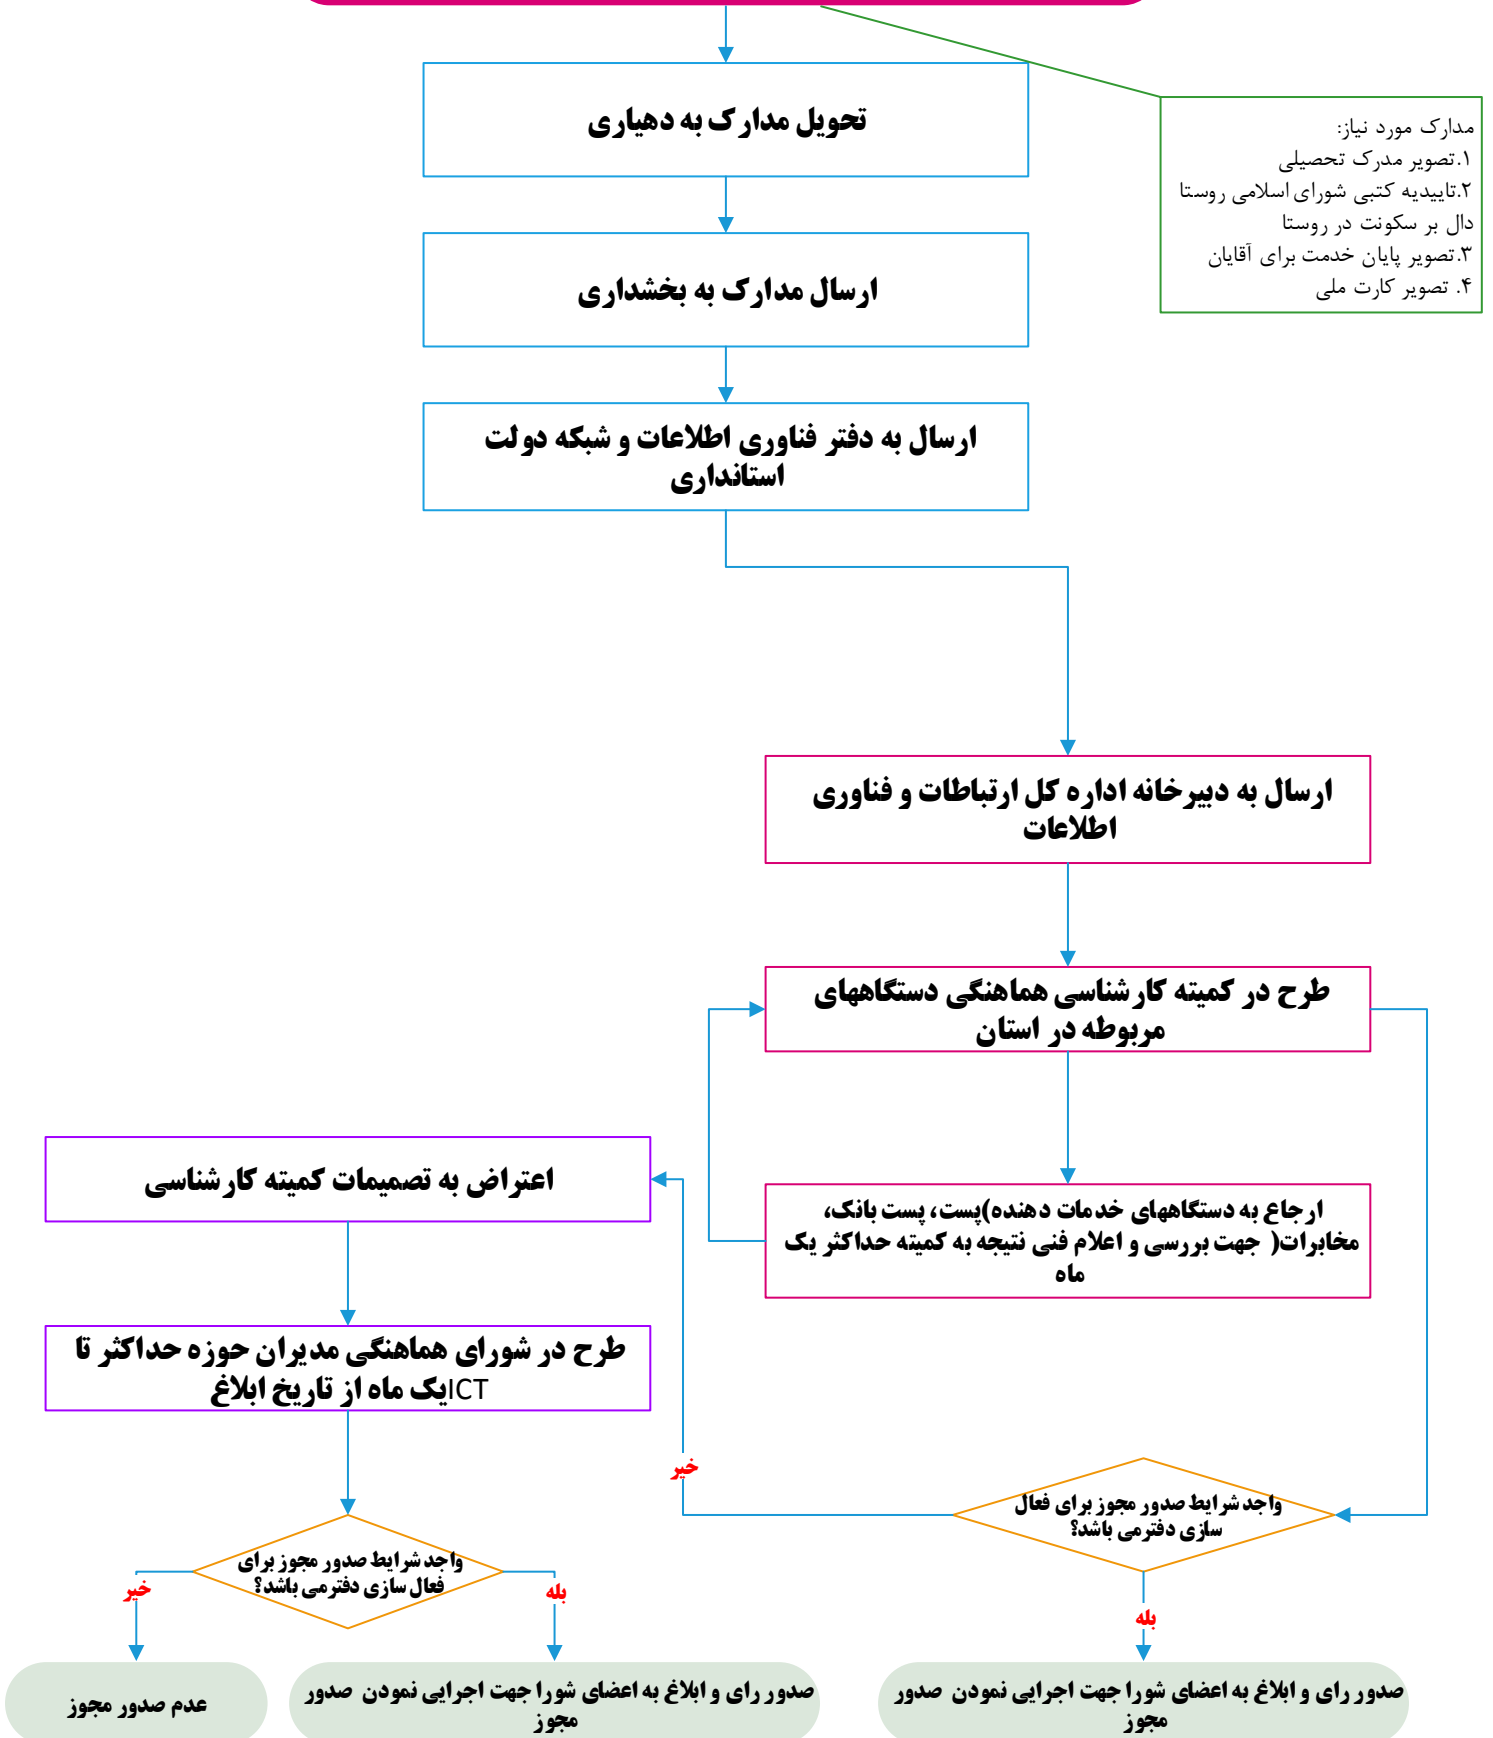 تحویل مدارک به دهیاری
مدارک مورد نیاز:
۱.تصویر مدرک تحصیلی
۲.تاییدیه کتبی شورای اسلامی روستا
دال بر سکونت در روستا
۳.تصویر پایان خدمت برای آقایان
۴. تصویر کارت ملی
ارسال مدارک به بخشداری
ارسال به دفتر فناوری اطلاعات و شبکه دولت
استانداری
ارسال به دبیرخانه اداره کل ارتباطات و فناوری
اطلاعات
طرح در کمیته کارشناسی هماهنگی دستگاههای
مربوطه در استان
ارجاع به دستگاههای خدمات دهنده)پست، پست بانک،
مخابرات( جهت بررسی و اعلام فنی نتیجه به کمیته حداکثر یک
ماه
اعتراض به تصمیمات کمیته کارشناسی
طرح در شورای هماهنگی مدیران حوزه حداکثر تا
ICTیک ماه از تاریخ ابلاغ
خیر
واجد شرایط صدور مجوز برای فعال
سازی دفترمی باشد؟
بله
واجد شرایط صدور مجوز برای
فعال سازی دفترمی باشد؟
بله
خیر
صدور رای و ابلاغ به اعضای شورا جهت اجرایی نمودن صدور
مجوز
صدور رای و ابلاغ به اعضای شورا جهت اجرایی نمودن صدور
مجوز
عدم صدور مجوز